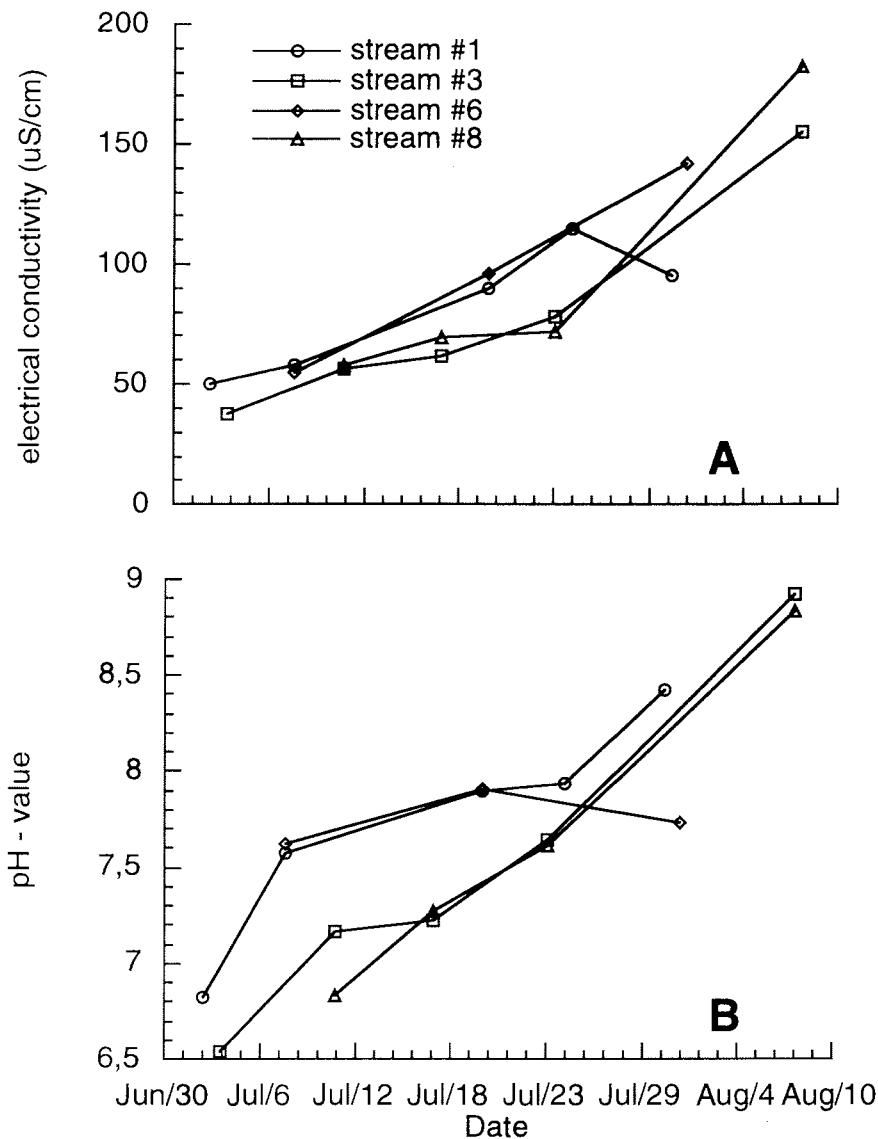 200
150
100
50
0
electrical conductivity (uS/cm)
stream #1
stream #3
stream #6
stream #8
A
9
8,5
8
7,5
7
6,5
pH - value
B
Jun/30 Jul/6 Jul/12 Jul/18 Jul/23 Jul/29 Aug/4 Aug/10
Date